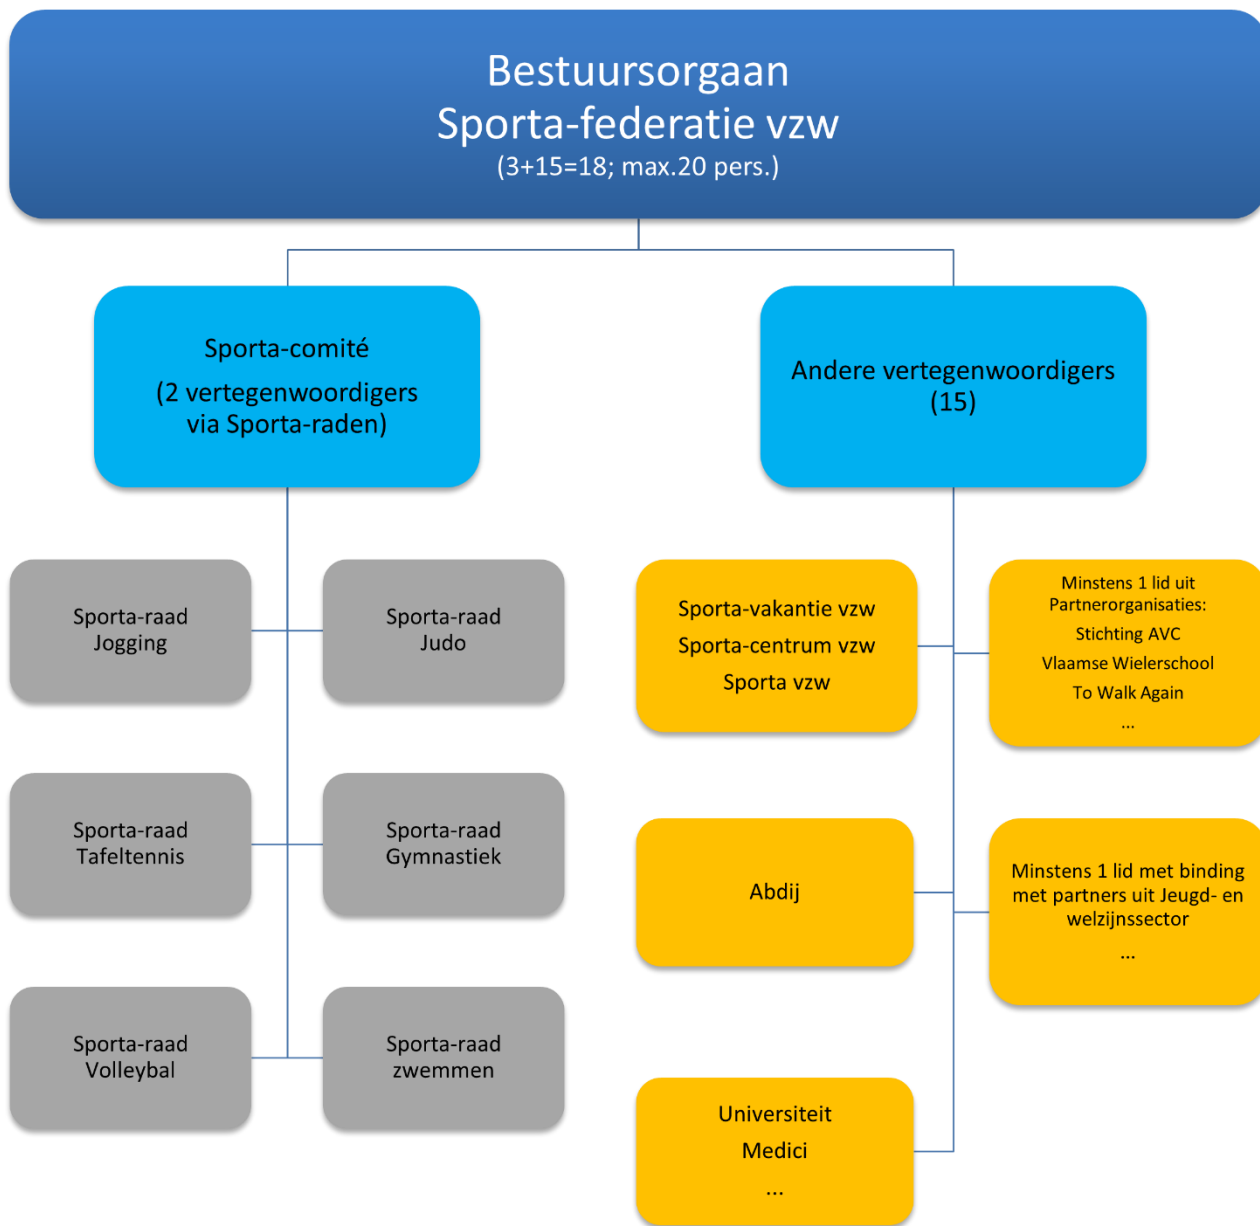 Bestuursorgaan
Sporta-federatie vzw
(3+15=18; max.20 pers.)
Sporta-comité
(2 vertegenwoordigers
via Sporta-raden)
Andere vertegenwoordigers
(15)
Sporta-raad
Jogging
Sporta-raad
Judo
Sporta-vakantie vzw
Sporta-centrum vzw
Sporta vzw
Minstens 1 lid uit
Partnerorganisaties:
Stichting AVC
Vlaamse Wielerschool
To Walk Again
...
Sporta-raad
Tafeltennis
Sporta-raad
Gymnastiek
Abdij
Minstens 1 lid met binding
met partners uit Jeugd- en
welzijnssector
...
Sporta-raad
Volleybal
Sporta-raad
zwemmen
Universiteit
Medici
...